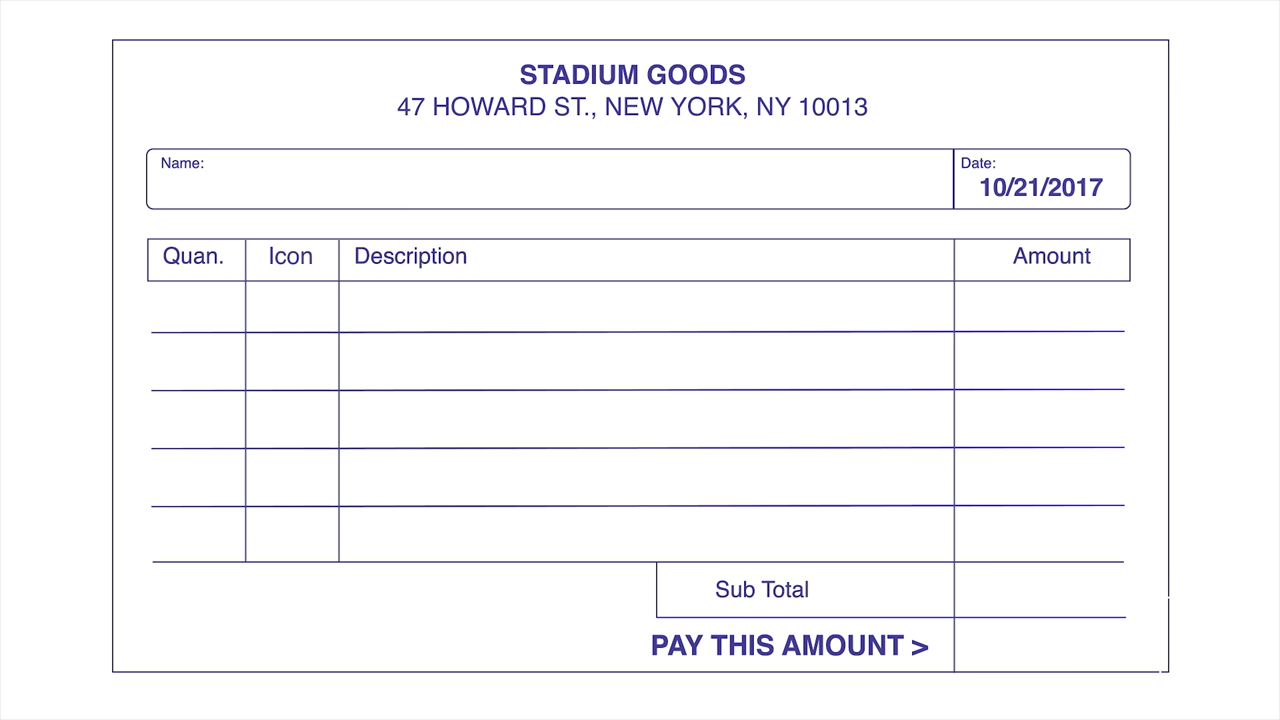 STADIUM GOODS
47 HOWARD ST., NEW YORK, NY 10013
Name:
Date:
10/21/2017
Quan. Icon Description Amount
Sub Total
PAY THIS AMOUNT >